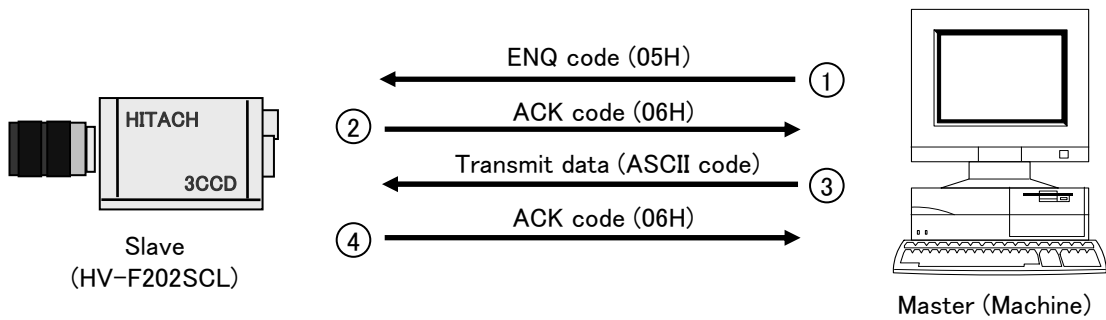 ENQ code (05H)
①
HITACH
3CCD
②
ACK code (06H)
Transmit data (ASCII code)
③
④
ACK code (06H)
Slave
(HV-F202SCL)
Master (Machine)